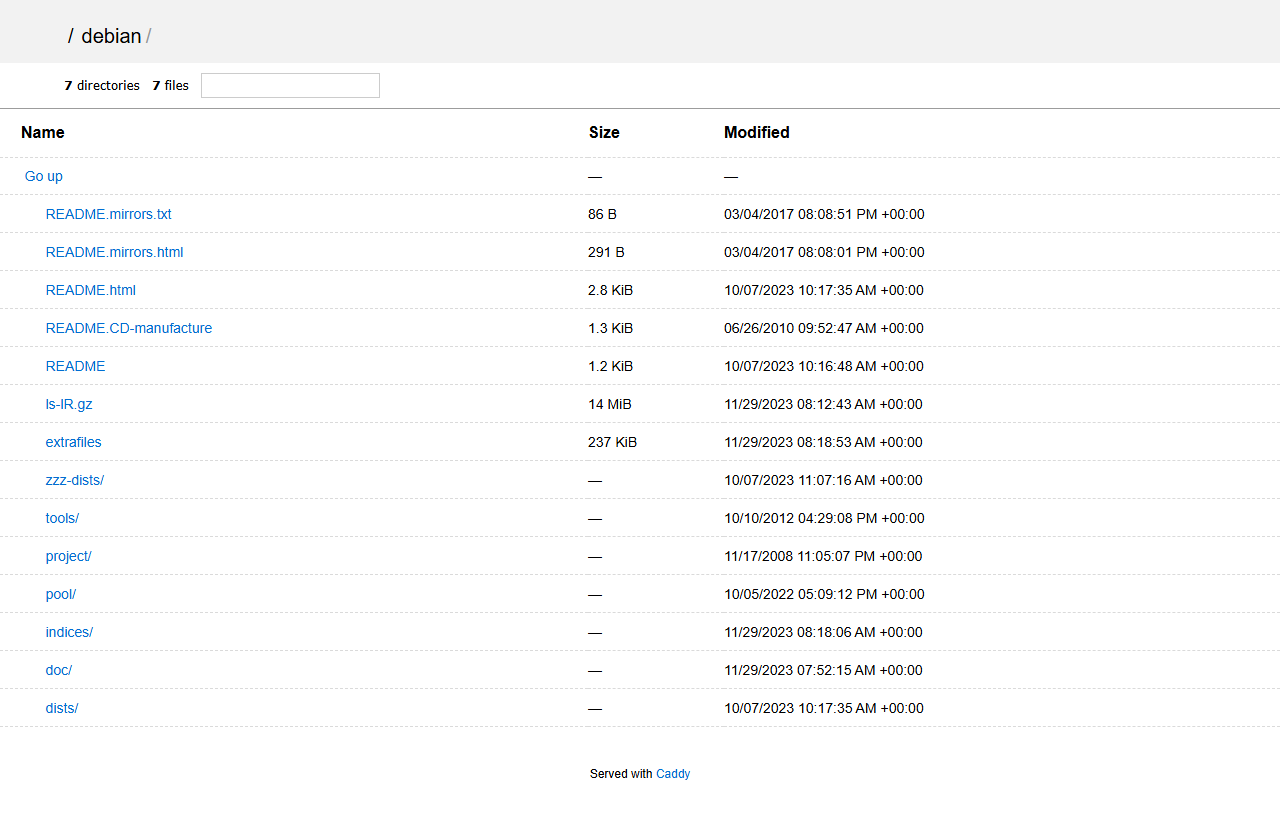 / debian /
7 directories 7 files
Name Size Modified
Go up — —
README.mirrors.txt 86 B 03/04/2017 08:08:51 PM +00:00
README.mirrors.html 291 B 03/04/2017 08:08:01 PM +00:00
README.html 2.8 KiB 10/07/2023 10:17:35 AM +00:00
README.CD-manufacture 1.3 KiB 06/26/2010 09:52:47 AM +00:00
README 1.2 KiB 10/07/2023 10:16:48 AM +00:00
ls-lR.gz 14 MiB 11/29/2023 08:12:43 AM +00:00
extrafiles 237 KiB 11/29/2023 08:18:53 AM +00:00
zzz-dists/ — 10/07/2023 11:07:16 AM +00:00
tools/ — 10/10/2012 04:29:08 PM +00:00
project/ — 11/17/2008 11:05:07 PM +00:00
pool/ — 10/05/2022 05:09:12 PM +00:00
indices/ — 11/29/2023 08:18:06 AM +00:00
doc/ — 11/29/2023 07:52:15 AM +00:00
dists/ — 10/07/2023 10:17:35 AM +00:00
Served with Caddy